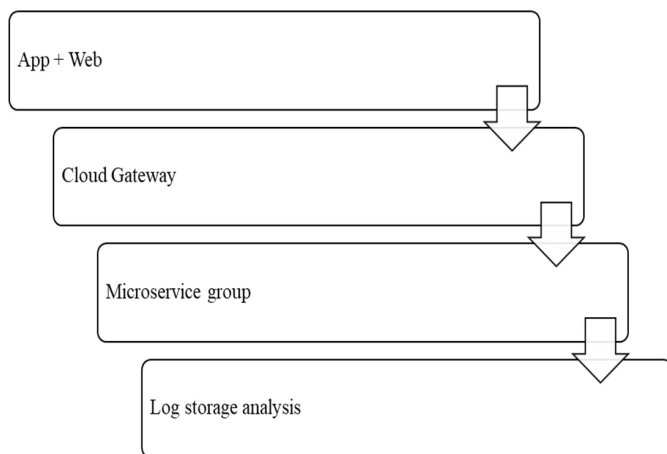 App + Web
Cloud Gateway
Microservice group
Log storage analysis